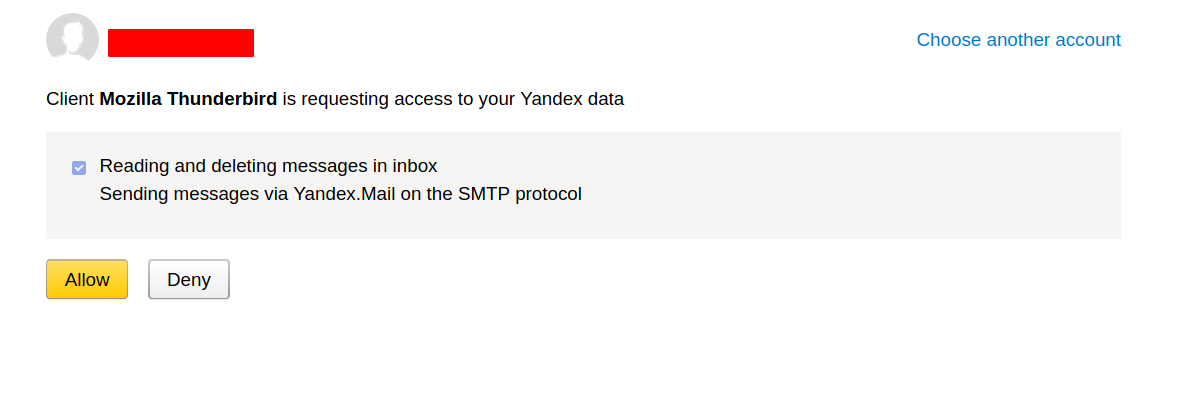 Choose another account
Client Mozilla Thunderbird is requesting access to your Yandex data
Reading and deleting messages in inbox
Sending messages via Yandex.Mail on the SMTP protocol
Allow
Deny